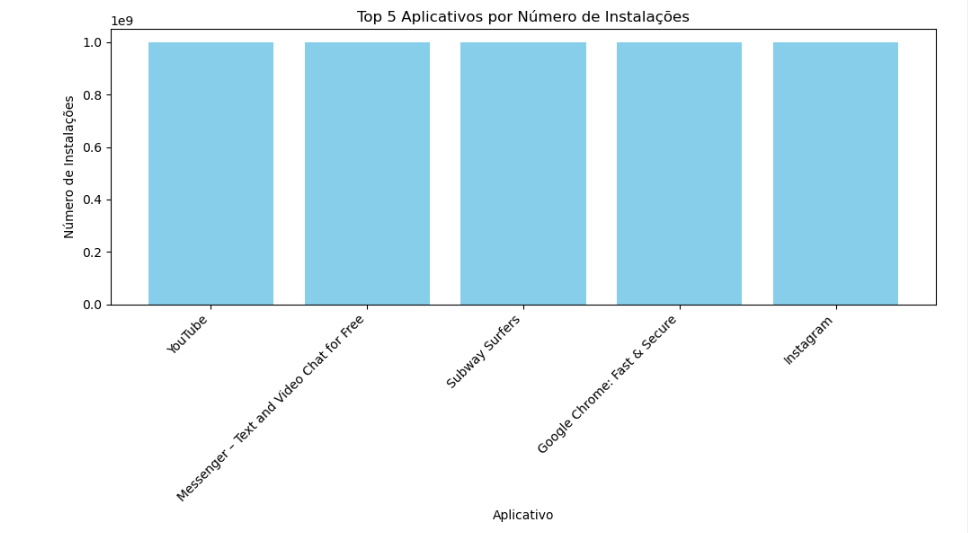 Top 5 Aplicativos por Número de Instalações
1e9
1.0
0.8
0.6
0.4
0.2
0.0
Número de Instalações
YouTube
Messenger – Text and Video Chat for Free
Subway Surfers
Google Chrome: Fast & Secure
Instagram
Aplicativo